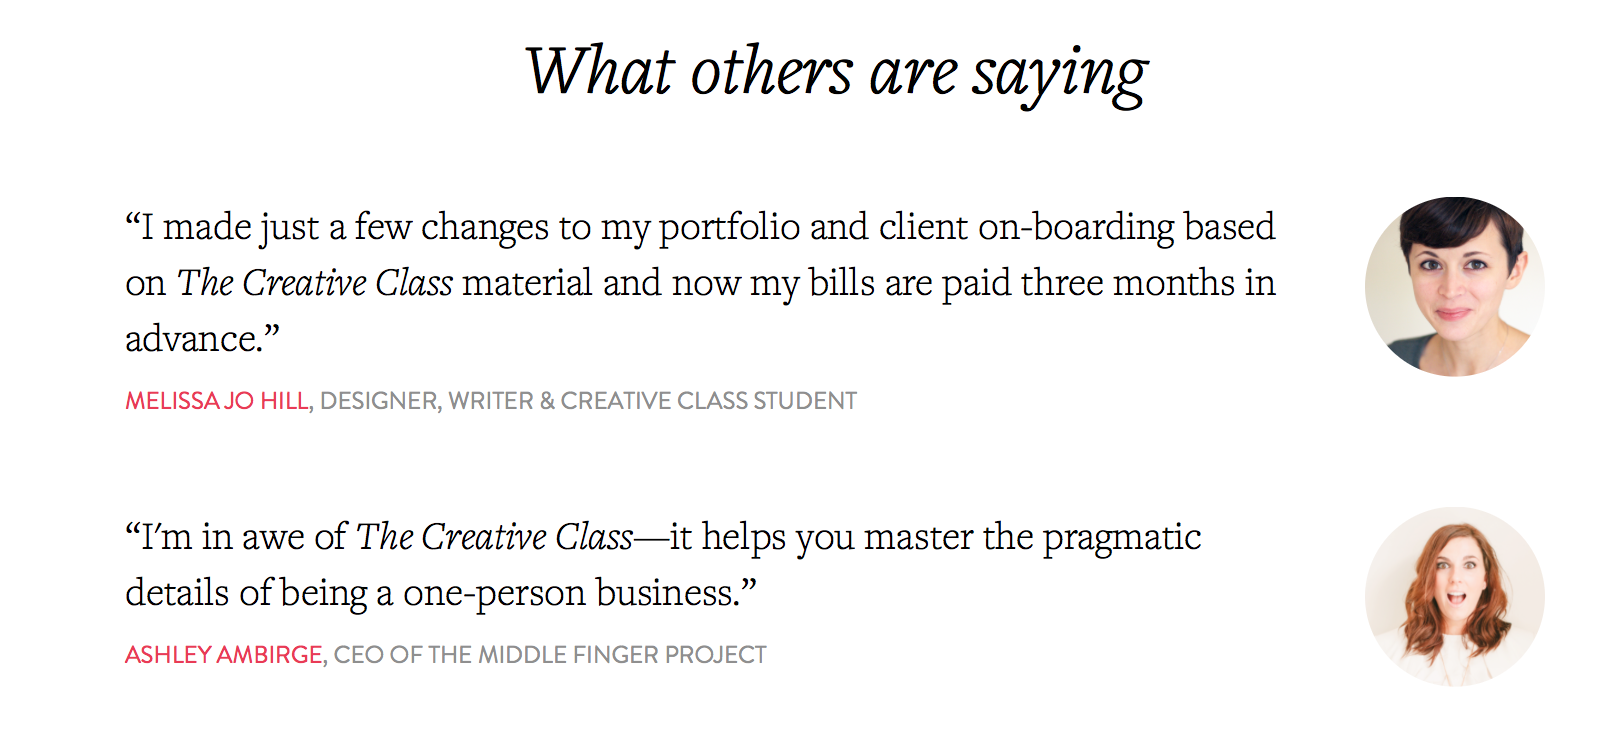 What others are saying
“I made just a few changes to my portfolio and client on-boarding based
on The Creative Class material and now my bills are paid three months in
advance.”
MELISSA JO HILL, DESIGNER, WRITER & CREATIVE CLASS STUDENT
“I'm in awe of The Creative Class—it helps you master the pragmatic
details of being a one-person business.”
ASHLEY AMBIRGE, CEO OF THE MIDDLE FINGER PROJECT